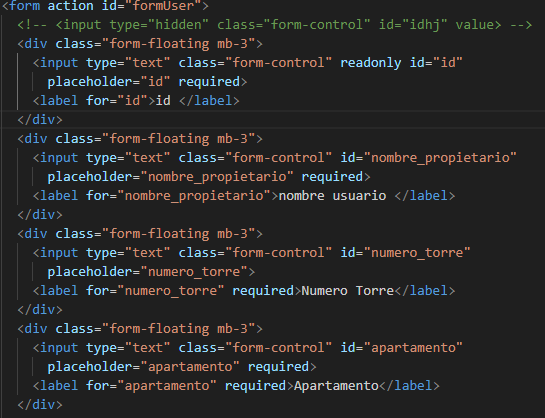 <form action id="formUser">
<!-- <input type="hidden" class="form-control" id="idhj" value> -->
<div class="form-floating mb-3">
<input type="text" class="form-control" readonly id="id"
placeholder="id" required>
<label for="id">id </label>
</div>
<div class="form-floating mb-3">
<input type="text" class="form-control" id="nombre_propietario"
placeholder="nombre_propietario" required>
<label for="nombre_propietario">nombre usuario </label>
</div>
<div class="form-floating mb-3">
<input type="text" class="form-control" id="numero_torre"
placeholder="numero_torre">
<label for="numero_torre" required>Numero Torre</label>
</div>
<div class="form-floating mb-3">
<input type="text" class="form-control" id="apartamento"
placeholder="apartamento" required>
<label for="apartamento" required>Apartamento</label>
</div>